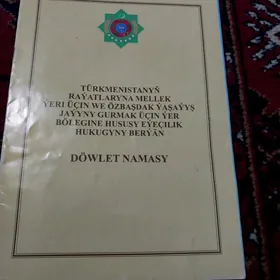 TÜRKMENISTANYŇ
RAÝATLARYNA MELLEK
ÝERI ÜÇIN WE ÖZBAŞDAK ÝAŞAÝYŞ
JAÝYNY GURMAK ÜÇIN ÝER
BÖLEGINE HUSUSY EÝEÇILIK
HUKUGYNY BERÝÄN
DÖWLET NAMASY